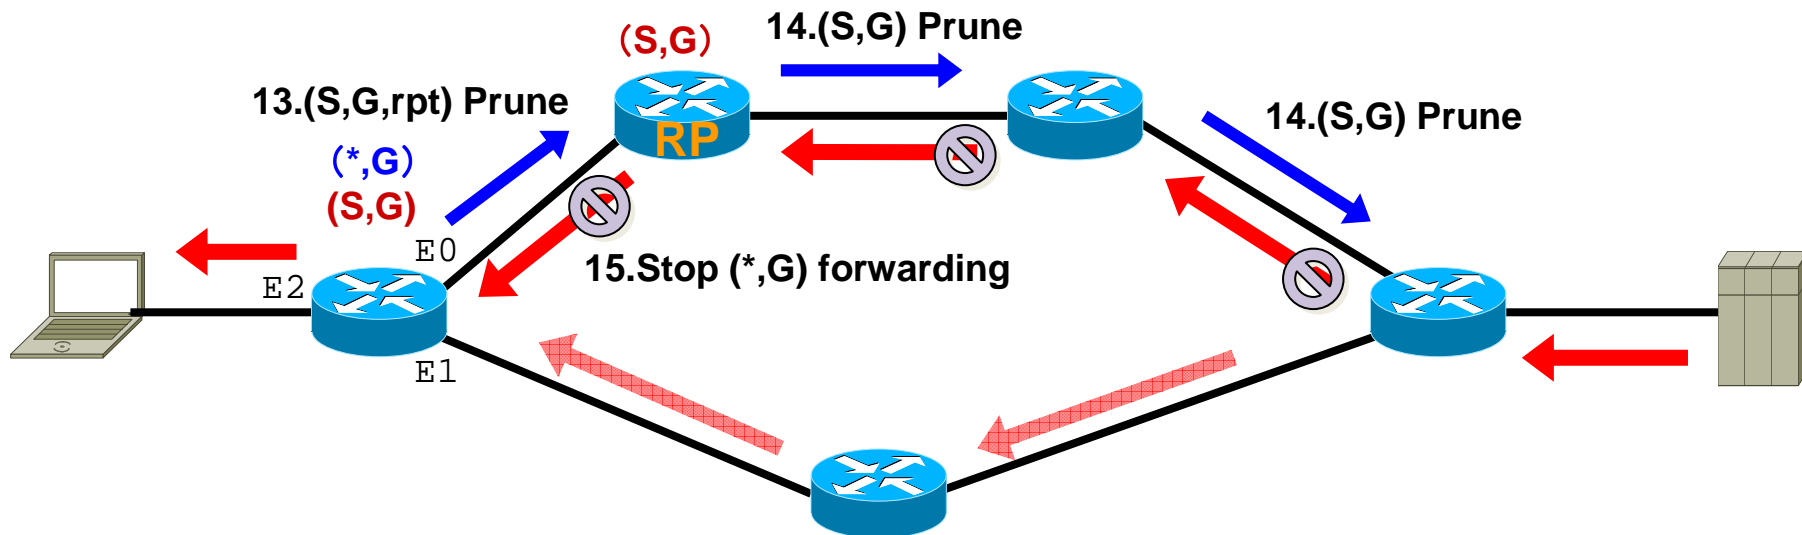 14.(S,G) Prune
（S,G）
13.(S,G,rpt) Prune
14.(S,G) Prune
RP
（*,G）
(S,G)
E0
15.Stop (*,G) forwarding
E2
E1